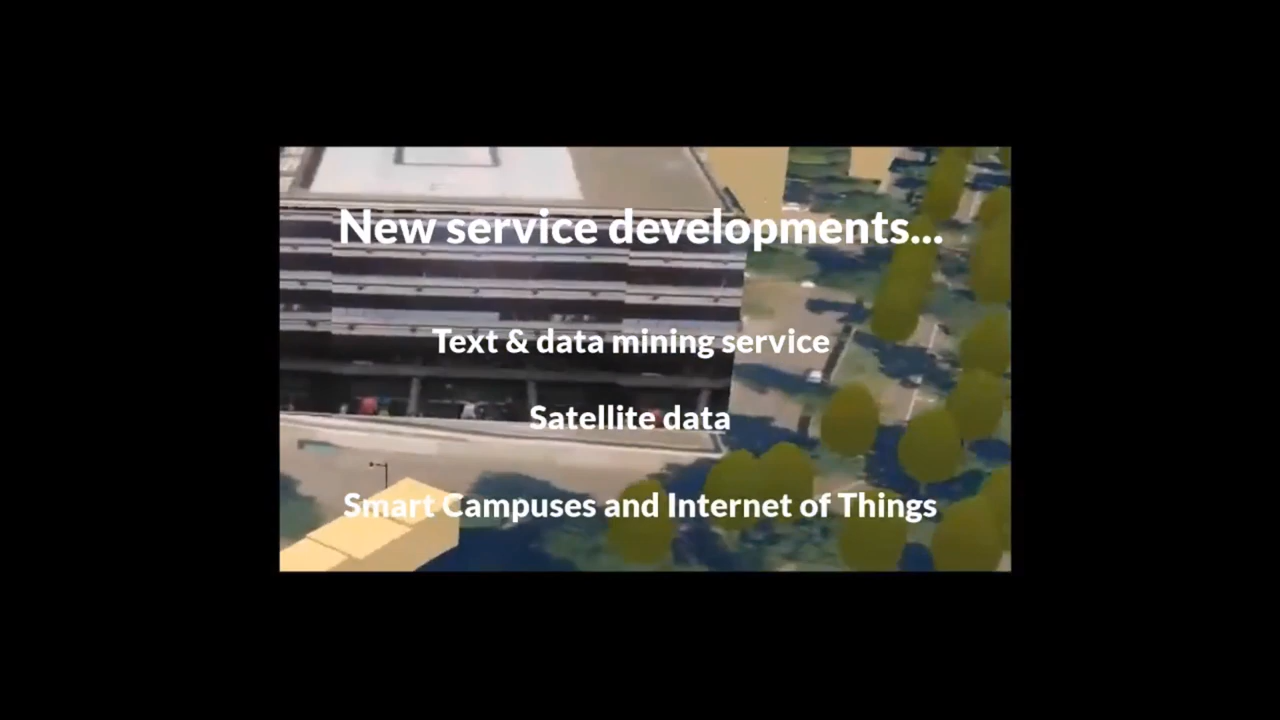 New service developments...
Text & data mining service
Satellite data
Smart Campuses and Internet of Things